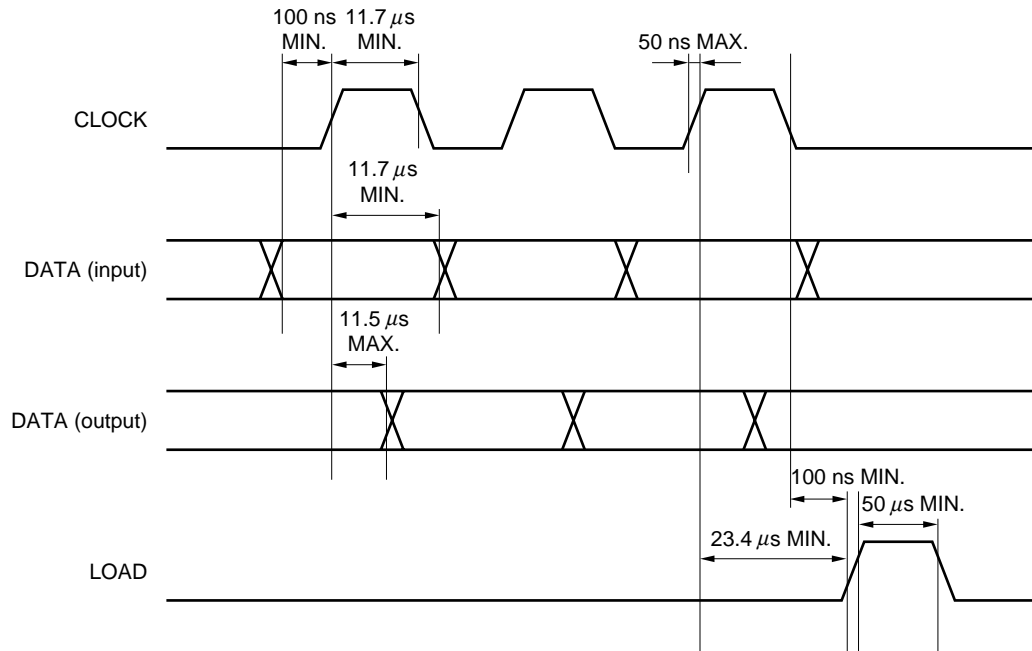 100 ns
MIN.
11.7 μs
MIN.
50 ns MAX.
CLOCK
11.7 μs
MIN.
DATA (input)
11.5 μs
MAX.
DATA (output)
100 ns MIN.
50 μs MIN.
23.4 μs MIN.
LOAD